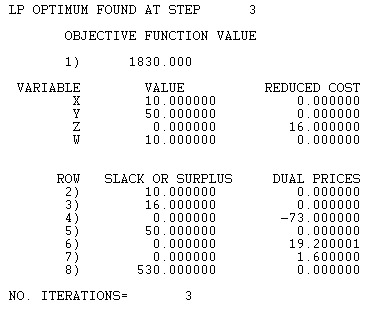 LP OPTIMUM FOUND AT STEP 3
OBJECTIVE FUNCTION VALUE
1) 1830.000
VARIABLE VALUE REDUCED COST
X 10.000000 0.000000
Y 50.000000 0.000000
Z 0.000000 16.000000
W 10.000000 0.000000
ROW SLACK OR SURPLUS DUAL PRICES
2) 10.000000 0.000000
3) 16.000000 0.000000
4) 0.000000 -73.000000
5) 50.000000 0.000000
6) 0.000000 19.200001
7) 0.000000 1.600000
8) 530.000000 0.000000
NO. ITERATIONS= 3